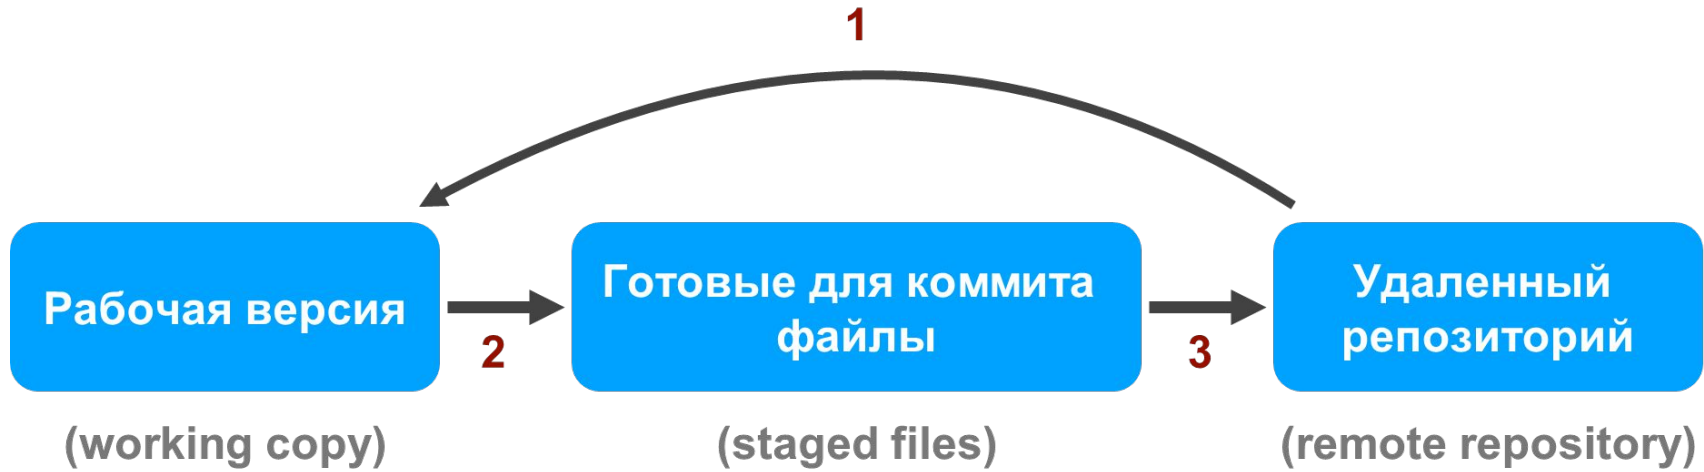 1
Рабочая версия
2
Готовые для коммита
файлы
3
Удаленный
репозиторий
(working copy)
(staged files)
(remote repository)